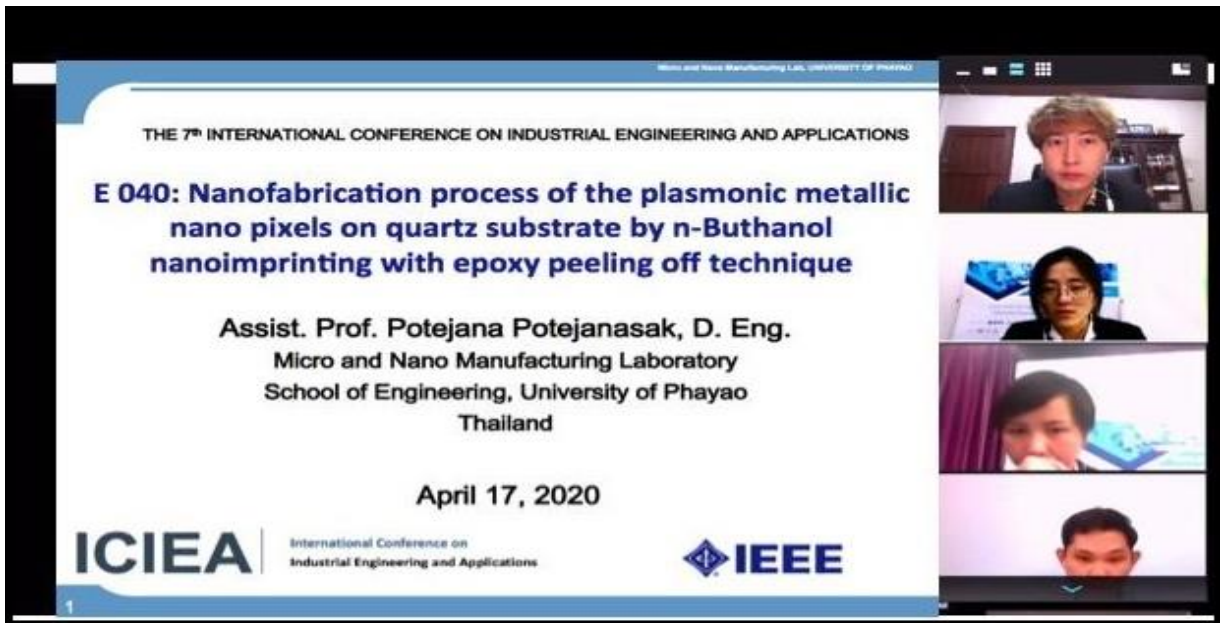 Micro and Nano Manufacturing Lab, UNIVERSITY OF PHAYAO
THE 7th INTERNATIONAL CONFERENCE ON INDUSTRIAL ENGINEERING AND APPLICATIONS
E 040: Nanofabrication process of the plasmonic metallic
nano pixels on quartz substrate by n-Buthanol
nanoimprinting with epoxy peeling off technique
Assist. Prof. Potejana Potejanasak, D. Eng.
Micro and Nano Manufacturing Laboratory
School of Engineering, University of Phayao
Thailand
April 17, 2020
ICIEA
International Conference on
Industrial Engineering and Applications
IEEE
1